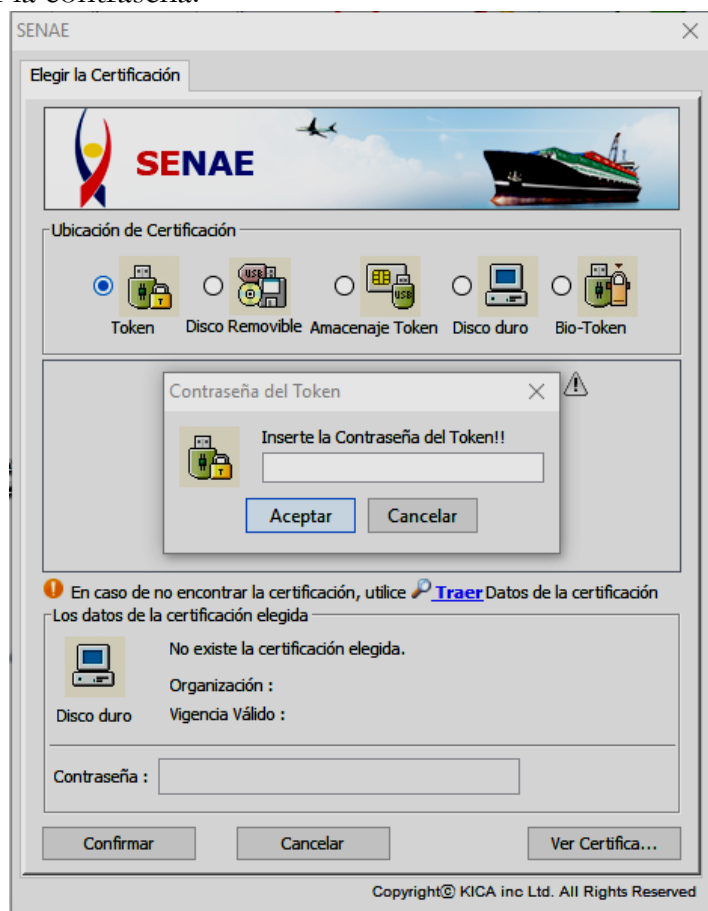 la contraseña.
SENAE
Elegir la Certificación
SENAE
Ubicación de Certificación
Token Disco Removible Amacenaje Token Disco duro Bio-Token
Contraseña del Token
Inserte la Contraseña del Token!!
Aceptar Cancelar
En caso de no encontrar la certificación, utilice Traer Datos de la certificación
Los datos de la certificación elegida
No existe la certificación elegida.
Organización :
Disco duro Vigencia Válido :
Contraseña :
Confirmar Cancelar Ver Certifica...
Copyright© KICA inc Ltd. All Rights Reserved